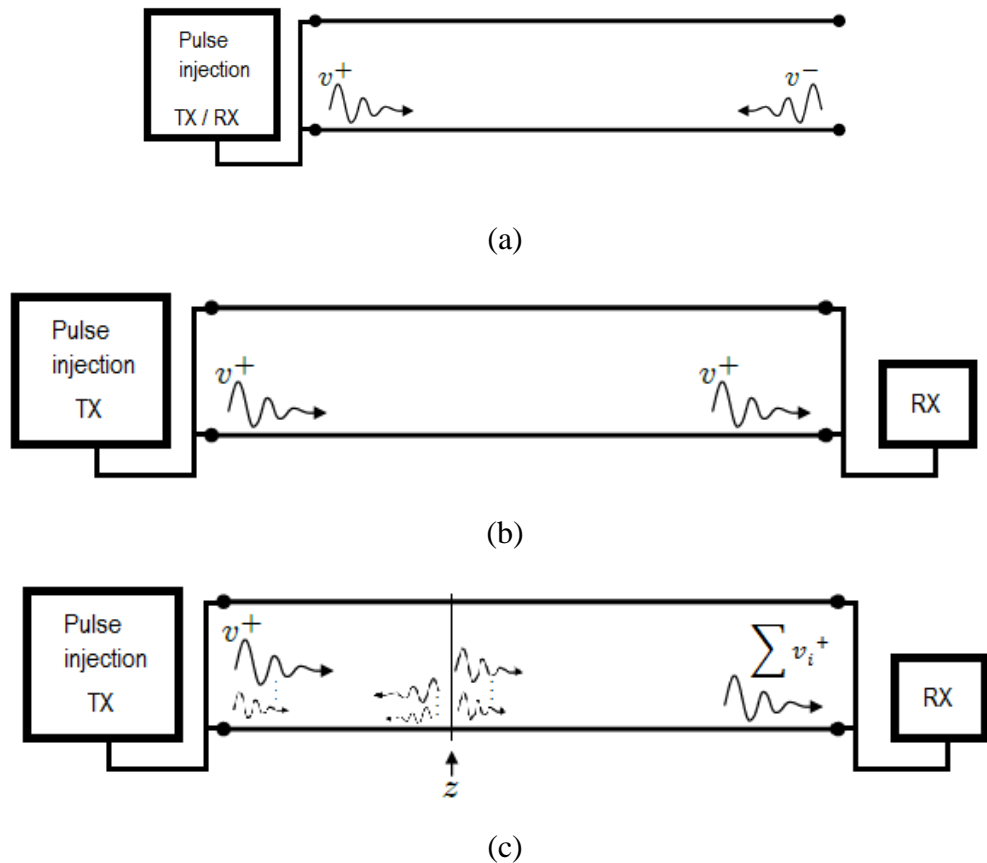 Pulse
injection
TX / RX
v⁺
v⁻
(a)
Pulse
injection
TX
v⁺
v⁺
RX
(b)
Pulse
injection
TX
v⁺
∑ vᵢ⁺
RX
z
(c)